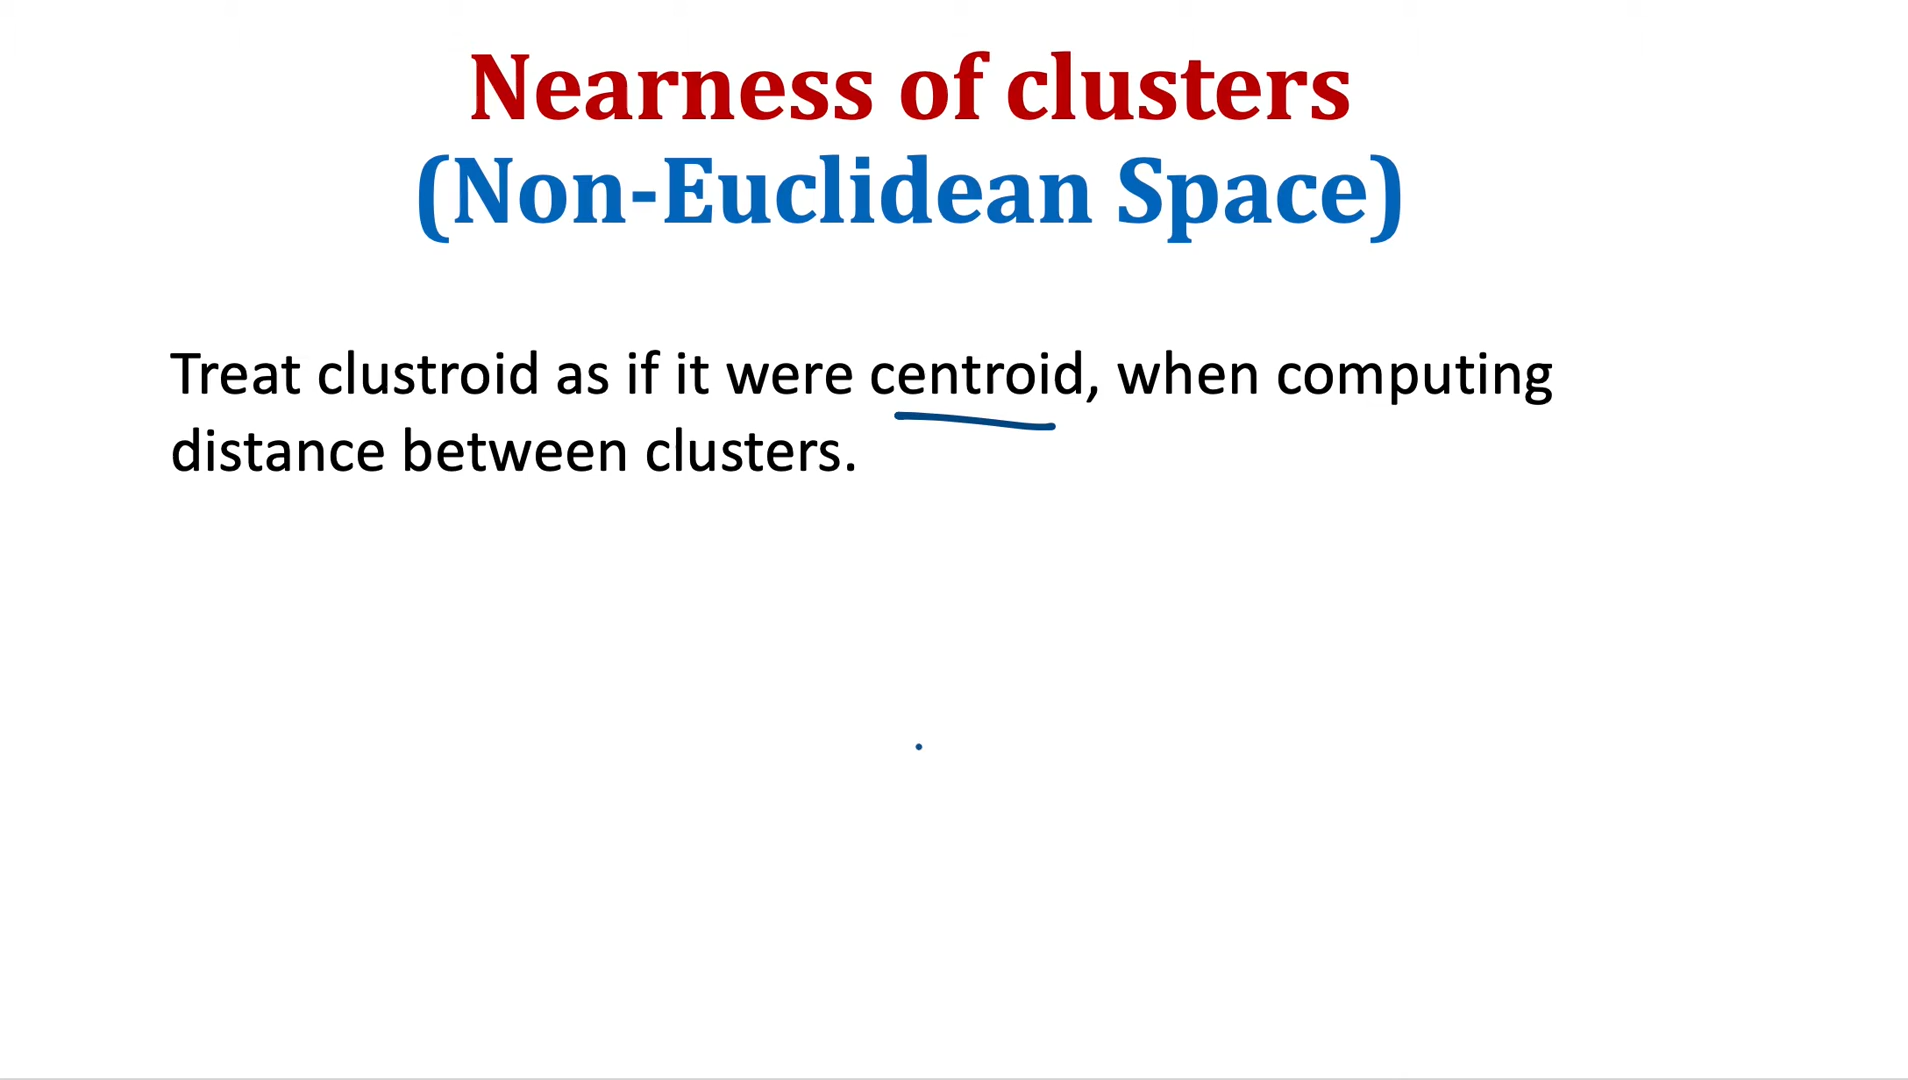 Nearness of clusters
(Non-Euclidean Space)
Treat clustroid as if it were centroid, when computing
distance between clusters.